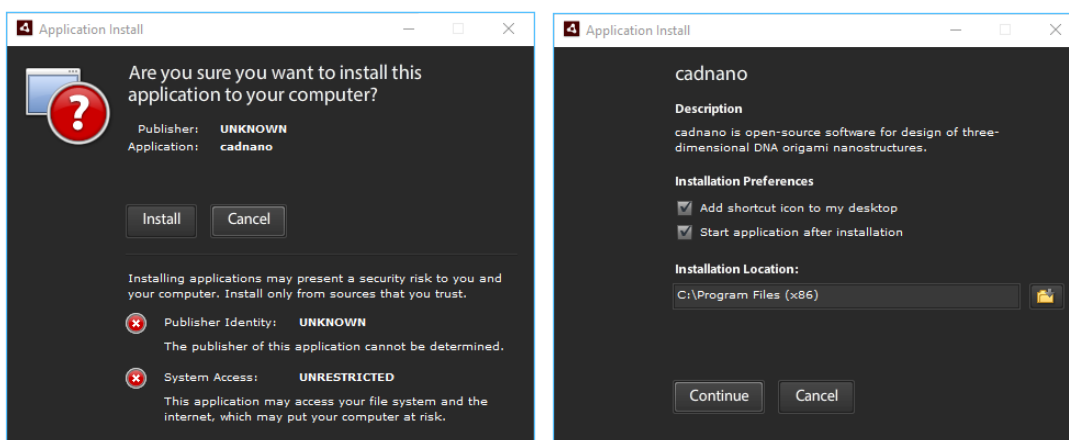 Application Install
Are you sure you want to install this
application to your computer?
Publisher: UNKNOWN
Application: cadnano
Install Cancel
Installing applications may present a security risk to you and
your computer. Install only from sources that you trust.
Publisher Identity: UNKNOWN
The publisher of this application cannot be determined.
System Access: UNRESTRICTED
This application may access your file system and the
internet, which may put your computer at risk.
Application Install
cadnano
Description
cadnano is open-source software for design of three-
dimensional DNA origami nanostructures.
Installation Preferences
Add shortcut icon to my desktop
Start application after installation
Installation Location:
C:\Program Files (x86)
Continue Cancel